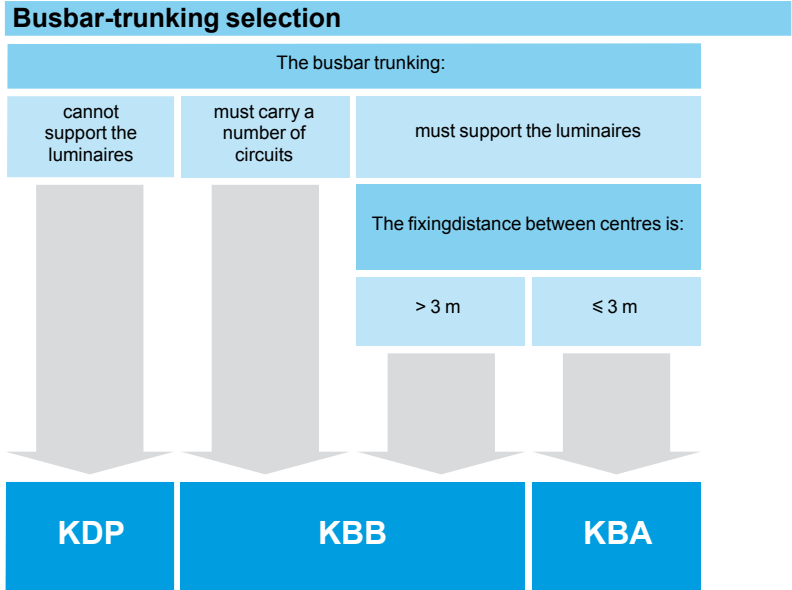 Busbar-trunking selection
The busbar trunking:
cannot
support the
luminaires
must carry a
number of
circuits
must support the luminaires
The fixingdistance between centres is:
> 3 m
⩽ 3 m
KDP
KBB
KBA